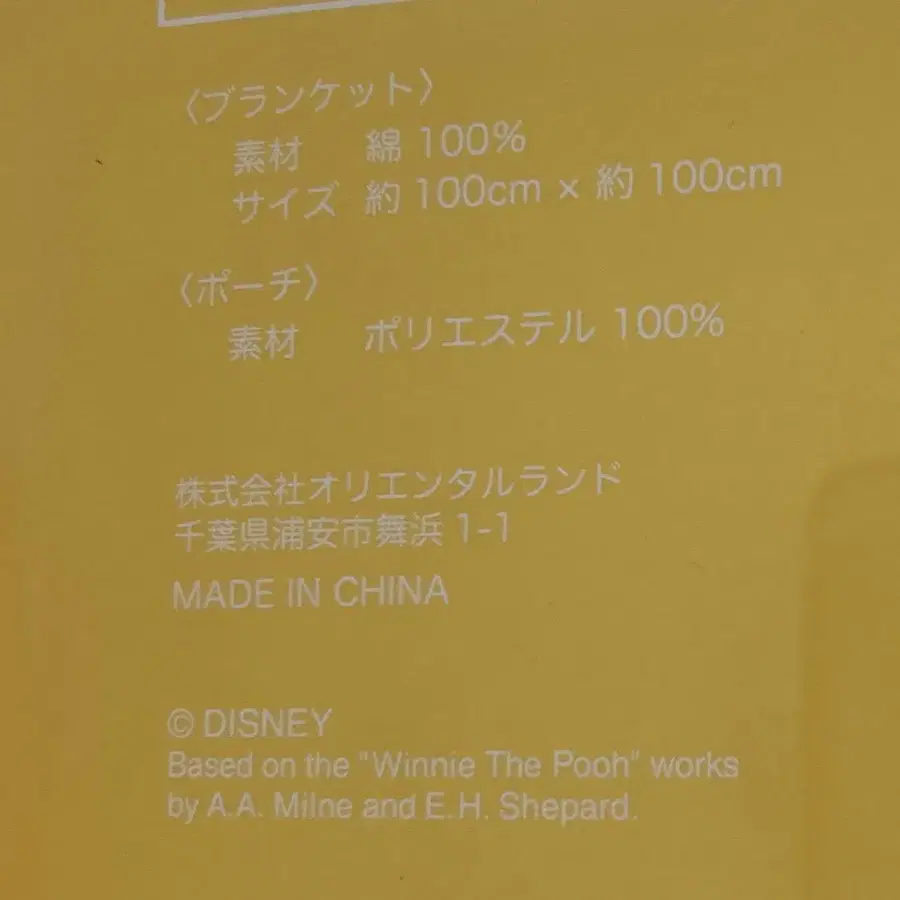 〈ブランケット〉
素材 綿 100%
サイズ 約 100cm × 約 100cm
〈ポーチ〉
素材 ポリエステル 100%
株式会社オリエンタルランド
千葉県浦安市舞浜 1-1
MADE IN CHINA
© DISNEY
Based on the "Winnie The Pooh" works
by A.A. Milne and E.H. Shepard.